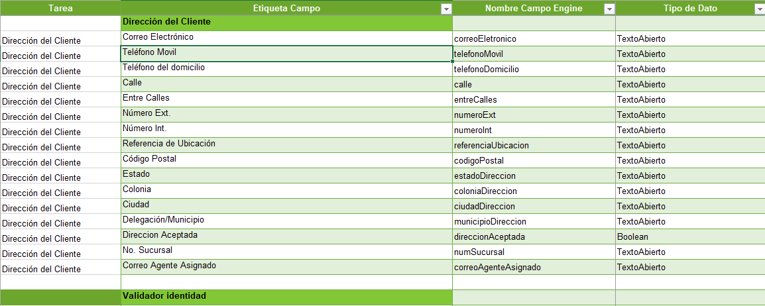 Tarea Etiqueta Campo Nombre Campo Engine Tipo de Dato
Dirección del Cliente
Dirección del Cliente Correo Electrónico correoEletronico TextoAbierto
Dirección del Cliente Teléfono Movil telefonoMovil TextoAbierto
Dirección del Cliente Teléfono del domicilio telefonoDomicilio TextoAbierto
Dirección del Cliente Calle calle TextoAbierto
Dirección del Cliente Entre Calles entreCalles TextoAbierto
Dirección del Cliente Número Ext. numeroExt TextoAbierto
Dirección del Cliente Número Int. numeroInt TextoAbierto
Dirección del Cliente Referencia de Ubicación referenciaUbicacion TextoAbierto
Dirección del Cliente Código Postal codigoPostal TextoAbierto
Dirección del Cliente Estado estadoDireccion TextoAbierto
Dirección del Cliente Colonia coloniaDireccion TextoAbierto
Dirección del Cliente Ciudad ciudadDireccion TextoAbierto
Dirección del Cliente Delegación/Municipio municipioDireccion TextoAbierto
Dirección del Cliente Direccion Aceptada direccionAceptada Boolean
Dirección del Cliente No. Sucursal numSucursal TextoAbierto
Dirección del Cliente Correo Agente Asignado correoAgenteAsignado TextoAbierto
Validador identidad